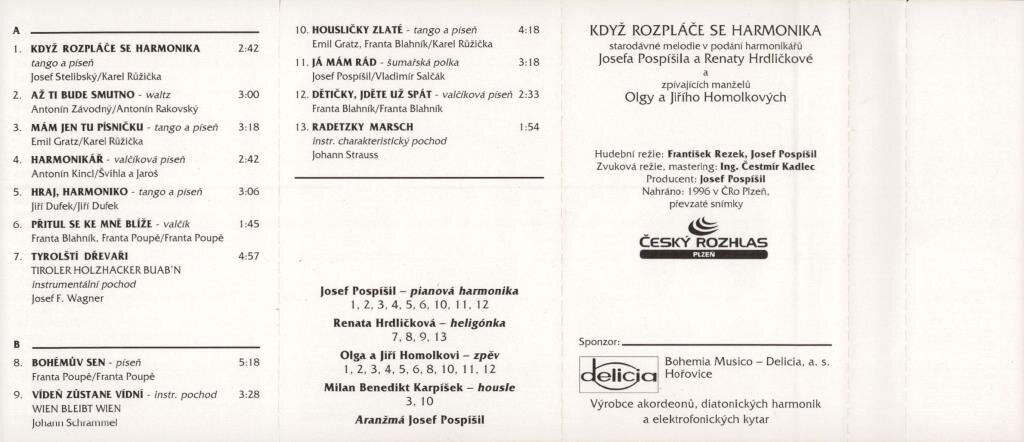 A
1. KDYŽ ROZPLÁČE SE HARMONIKA 2:42
tango a píseň
Josef Stelibský/Karel Růžička
2. AŽ TI BUDE SMUTNO - waltz 3:00
Antonín Závodný/Antonín Rakovský
3. MÁM JEN TU PÍSNIČKU - tango a píseň 3:18
Emil Gratz/Karel Růžička
4. HARMONIKÁŘ - valčíková píseň 2:42
Antonín Kincl/Švihla a Jaroš
5. HRAJ, HARMONIKO - tango a píseň 3:06
Jiří Dufek/Jiří Dufek
6. PŘITUL SE KE MNĚ BLÍŽE - valčík 1:45
Franta Blahník, Franta Poupě/Franta Poupě
7. TYROLŠTÍ DŘEVAŘI 4:57
TIROLER HOLZHACKER BUAB'N
instrumentální pochod
Josef F. Wagner
B
8. BOHÉMŮV SEN - píseň 5:18
Franta Poupě/Franta Poupě
9. VÍDEŇ ZŮSTANE VÍDNÍ - instr. pochod 3:28
WIEN BLEIBT WIEN
Johann Schrammel
10. HOUSLIČKY ZLATÉ - tango a píseň 4:18
Emil Gratz, Franta Blahník/Karel Růžička
11. JÁ MÁM RÁD - šumařská polka 3:18
Josef Pospíšil/Vladimír Salčák
12. DĚTIČKY, JDĚTE UŽ SPÁT - valčíková píseň 2:33
Franta Blahník/Franta Blahník
13. RADETZKY MARSCH 1:54
instr. charakteristický pochod
Johann Strauss
Josef Pospíšil – pianová harmonika
1, 2, 3, 4, 5, 6, 10, 11, 12
Renata Hrdličková – heligónka
7, 8, 9, 13
Olga a Jiří Homolkovi – zpěv
1, 2, 3, 4, 5, 6, 8, 10, 11, 12
Milan Benedikt Karpíšek – housle
3, 10
Aranžmá Josef Pospíšil
KDYŽ ROZPLÁČE SE HARMONIKA
starodávné melodie v podání harmonikářů
Josefa Pospíšila a Renaty Hrdličkové
a
zpívajících manželů
Olgy a Jiřího Homolkových
Hudební režie: František Rezek, Josef Pospíšil
Zvuková režie, mastering: Ing. Čestmír Kadlec
Producent: Josef Pospíšil
Nahráno: 1996 v ČRo Plzeň,
převzaté snímky
ČESKÝ ROZHLAS
PLZEŇ
Sponzor:
delicia
Bohemia Musico – Delicia, a. s.
Hořovice
Výrobce akordeonů, diatonických harmonik
a elektrofonických kytar